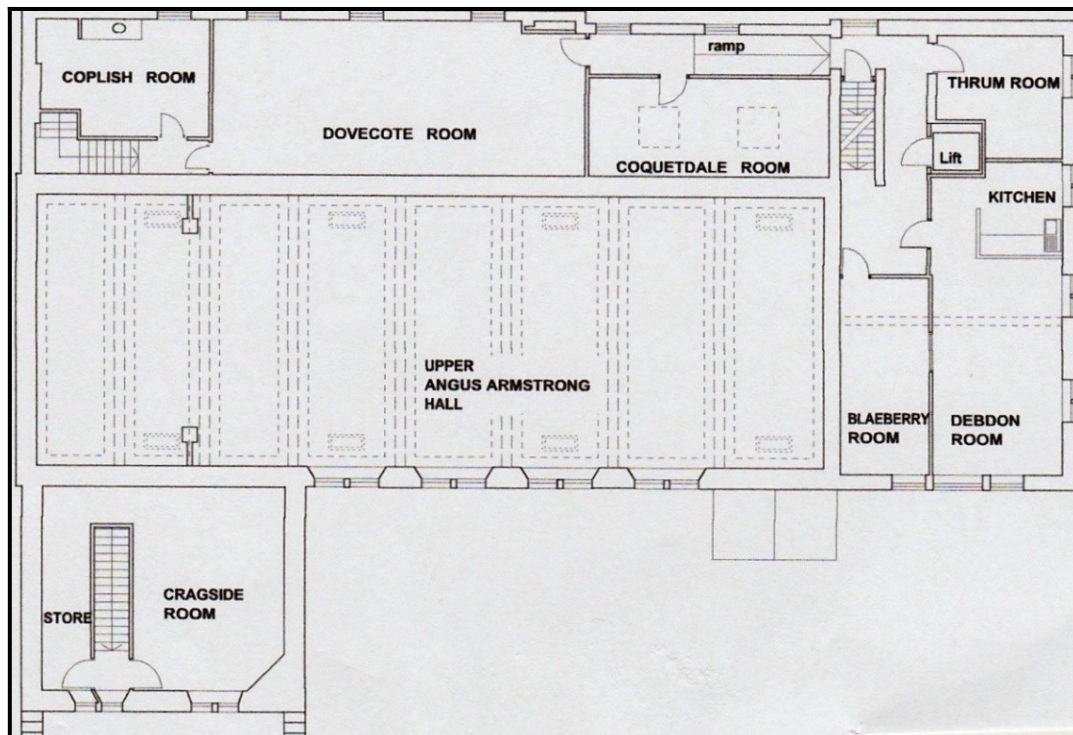 COPLISH ROOM
DOVECOTE ROOM
ramp
COQUETDALE ROOM
THRUM ROOM
Lift
KITCHEN
UPPER
ANGUS ARMSTRONG
HALL
BLAEBERRY
ROOM
DEBDON
ROOM
STORE
CRAGSIDE
ROOM